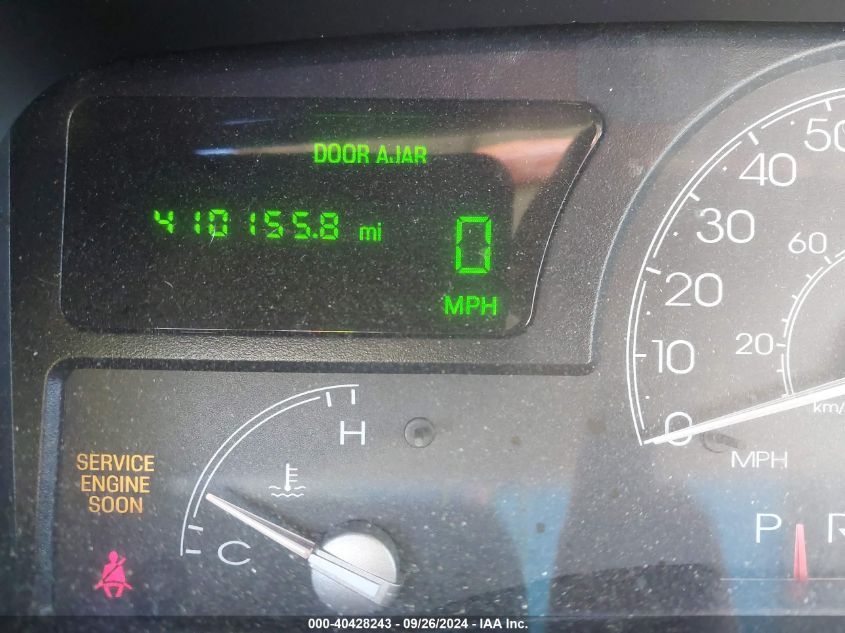 DOOR AJAR
410155.8 mi
0
MPH
50
40
30
20
10
0
60
20
km/
MPH
H
C
SERVICE
ENGINE
SOON
P R
000-40428243 - 09/26/2024 - IAA Inc.